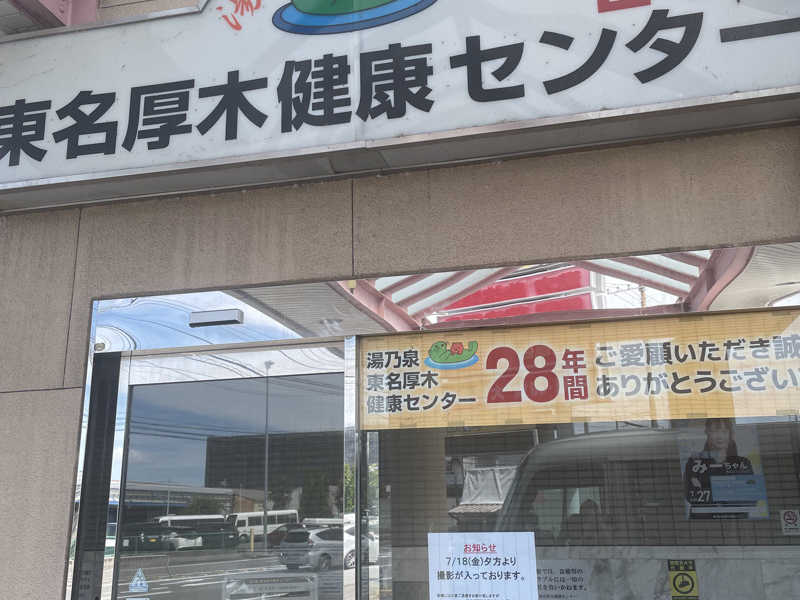 湯
東名厚木健康センター
湯乃泉
東名厚木
健康センター
28年間
ご愛顧いただき誠
ありがとうござい
みーちゃん
お知らせ
7/18(金)夕方より
撮影が入っております。